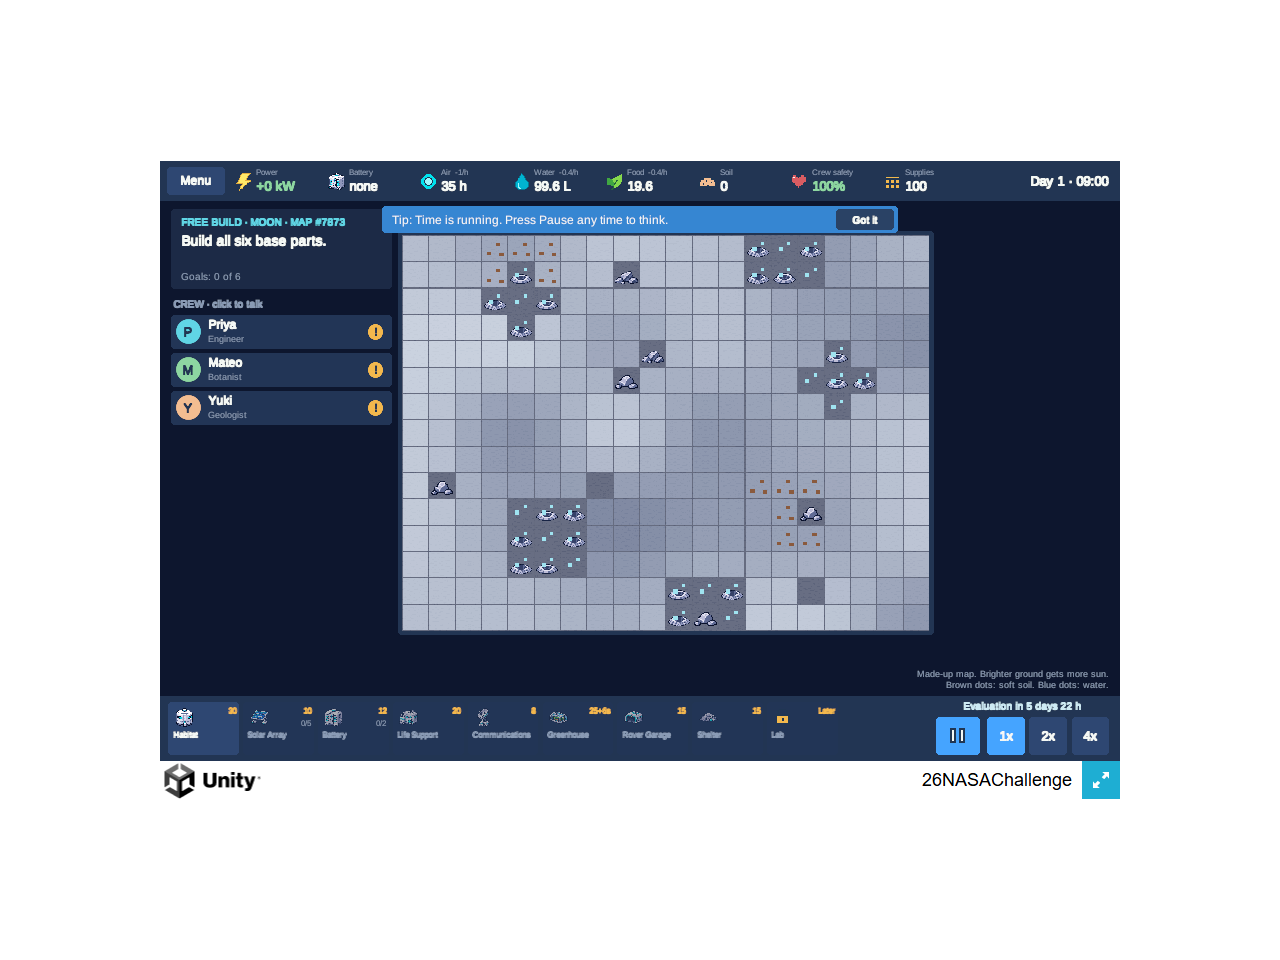 Menu
Power
+0 kW
Battery
none
Air -1/h
35 h
Water -0.4/h
99.6 L
Food -0.4/h
19.6
Soil
0
Crew safety
100%
Supplies
100
Day 1 · 09:00
FREE BUILD · MOON · MAP #7873
Build all six base parts.
Goals: 0 of 6
Tip: Time is running. Press Pause any time to think.
Got it
CREW · click to talk
P
Priya
Engineer
!
M
Mateo
Botanist
!
Y
Yuki
Geologist
!
Made-up map. Brighter ground gets more sun.
Brown dots: soft soil. Blue dots: water.
Habitat
30
Solar Array
10
0/5
Battery
12
0/2
Life Support
20
Communications
8
Greenhouse
25+6s
Rover Garage
15
Shelter
15
Lab
Later
Evaluation in 5 days 22 h
1x
2x
4x
Unity
26NASAChallenge